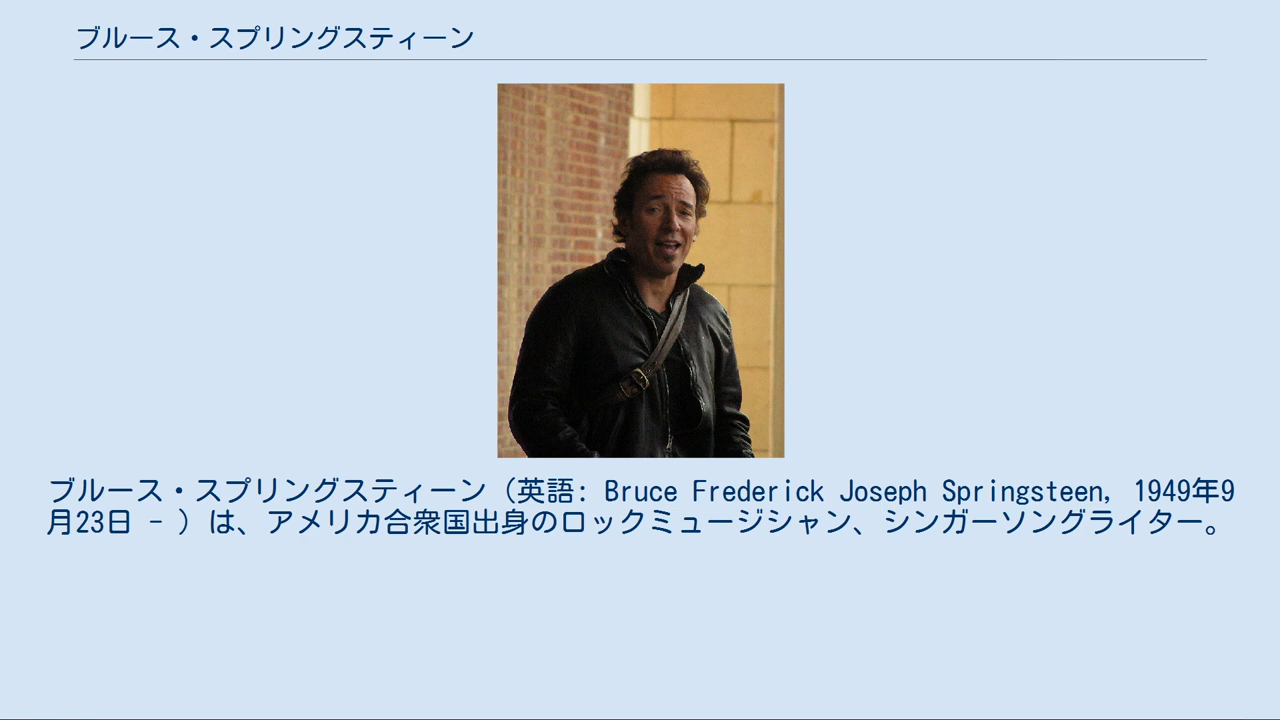 ブルース・スプリングスティーン
ブルース・スプリングスティーン（英語: Bruce Frederick Joseph Springsteen, 1949年9
月23日 - ）は、アメリカ合衆国出身のロックミュージシャン、シンガーソングライター。